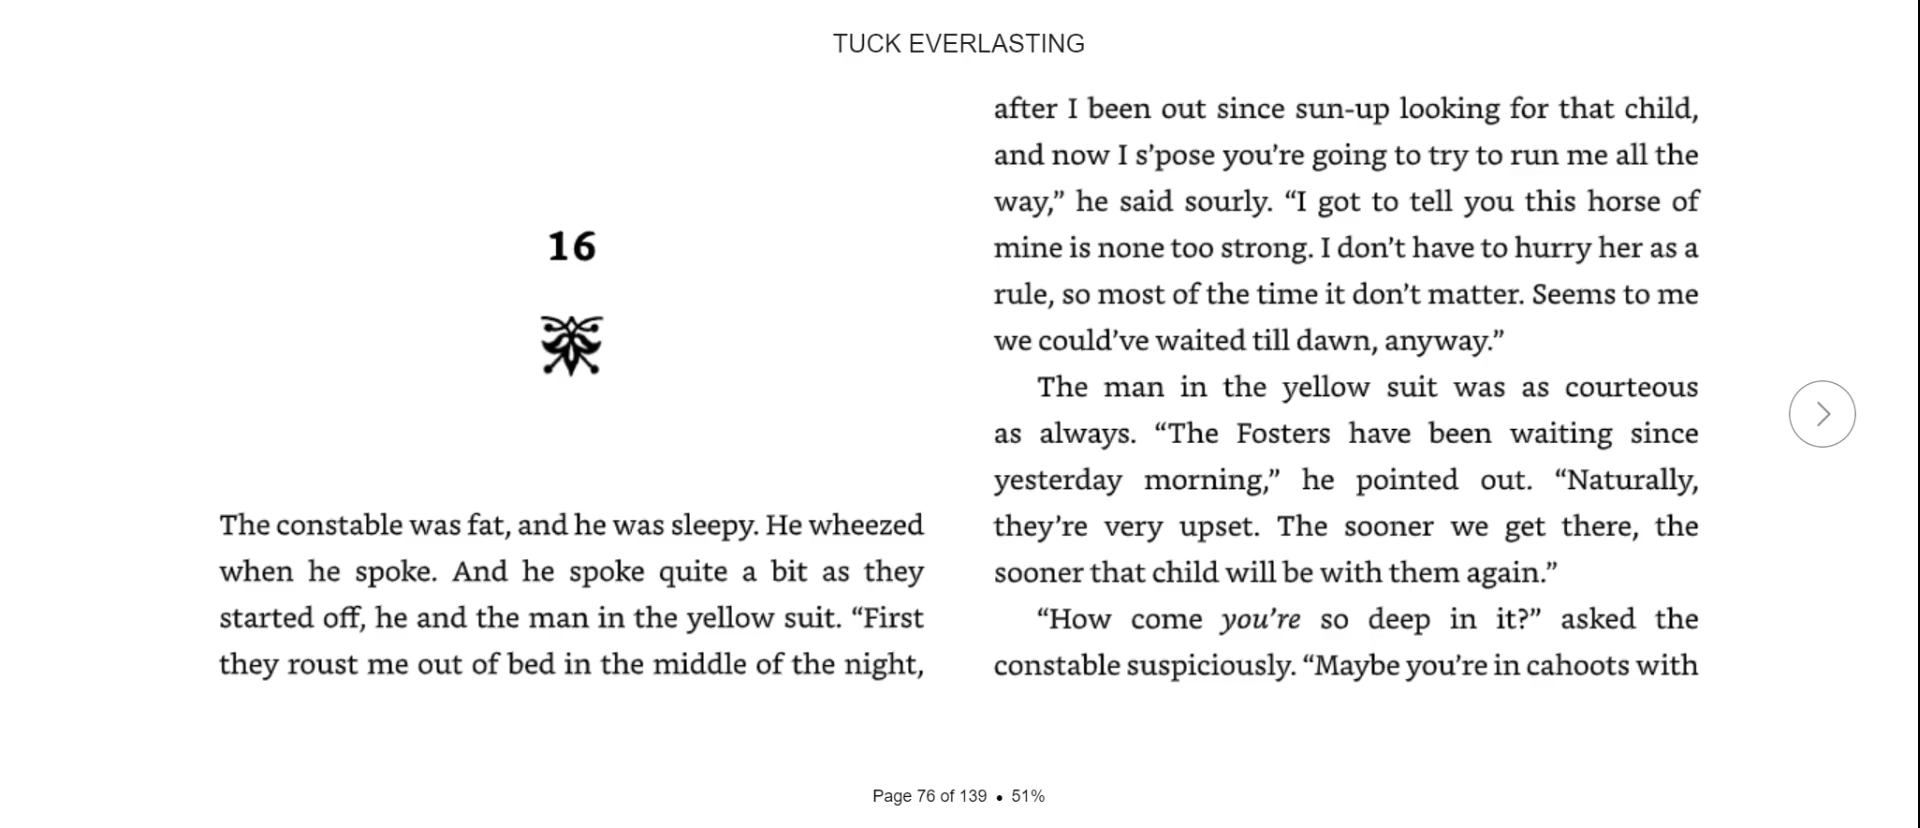 TUCK EVERLASTING
16
The constable was fat, and he was sleepy. He wheezed
when he spoke. And he spoke quite a bit as they
started off, he and the man in the yellow suit. “First
they roust me out of bed in the middle of the night,
after I been out since sun-up looking for that child,
and now I s’pose you’re going to try to run me all the
way,” he said sourly. “I got to tell you this horse of
mine is none too strong. I don’t have to hurry her as a
rule, so most of the time it don’t matter. Seems to me
we could’ve waited till dawn, anyway.”
The man in the yellow suit was as courteous
as always. “The Fosters have been waiting since
yesterday morning,” he pointed out. “Naturally,
they’re very upset. The sooner we get there, the
sooner that child will be with them again.”
“How come you’re so deep in it?” asked the
constable suspiciously. “Maybe you’re in cahoots with
Page 76 of 139 • 51%